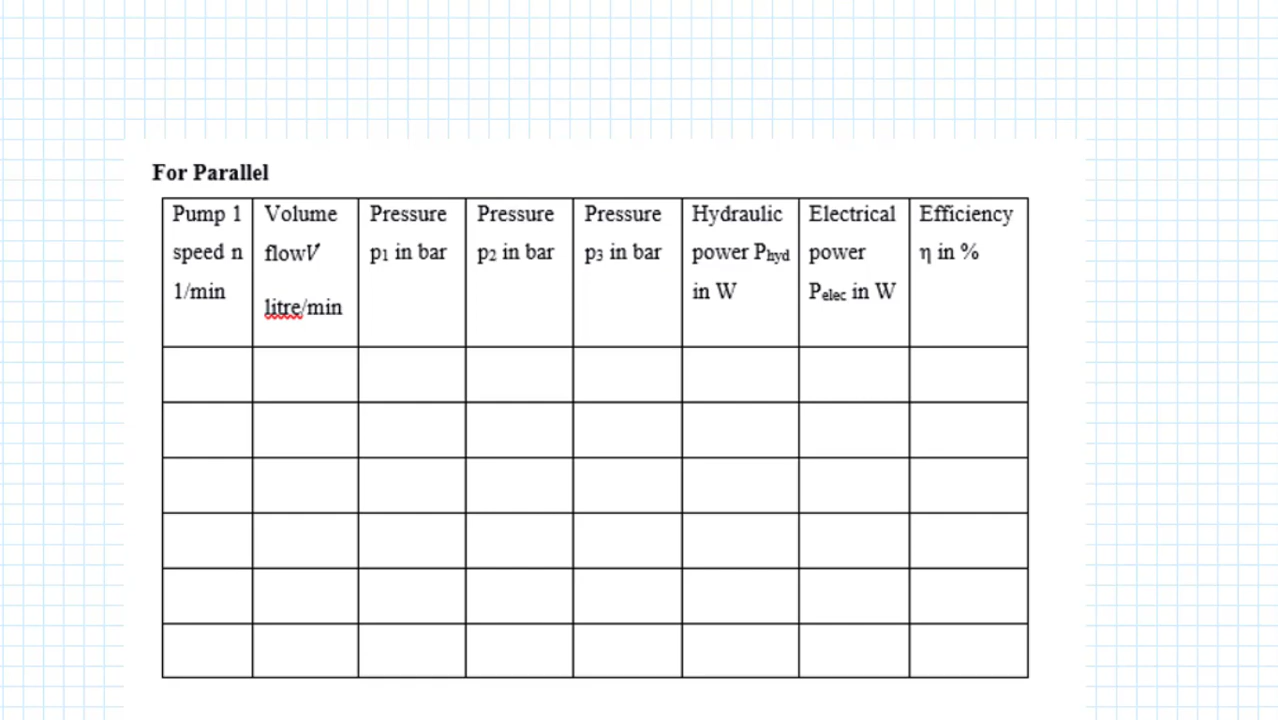 For Parallel
Pump 1 Volume Pressure Pressure Pressure Hydraulic Electrical Efficiency
speed n flowV p1 in bar p2 in bar p3 in bar power Phyd power η in %
1/min litre/min in W Pelec in W